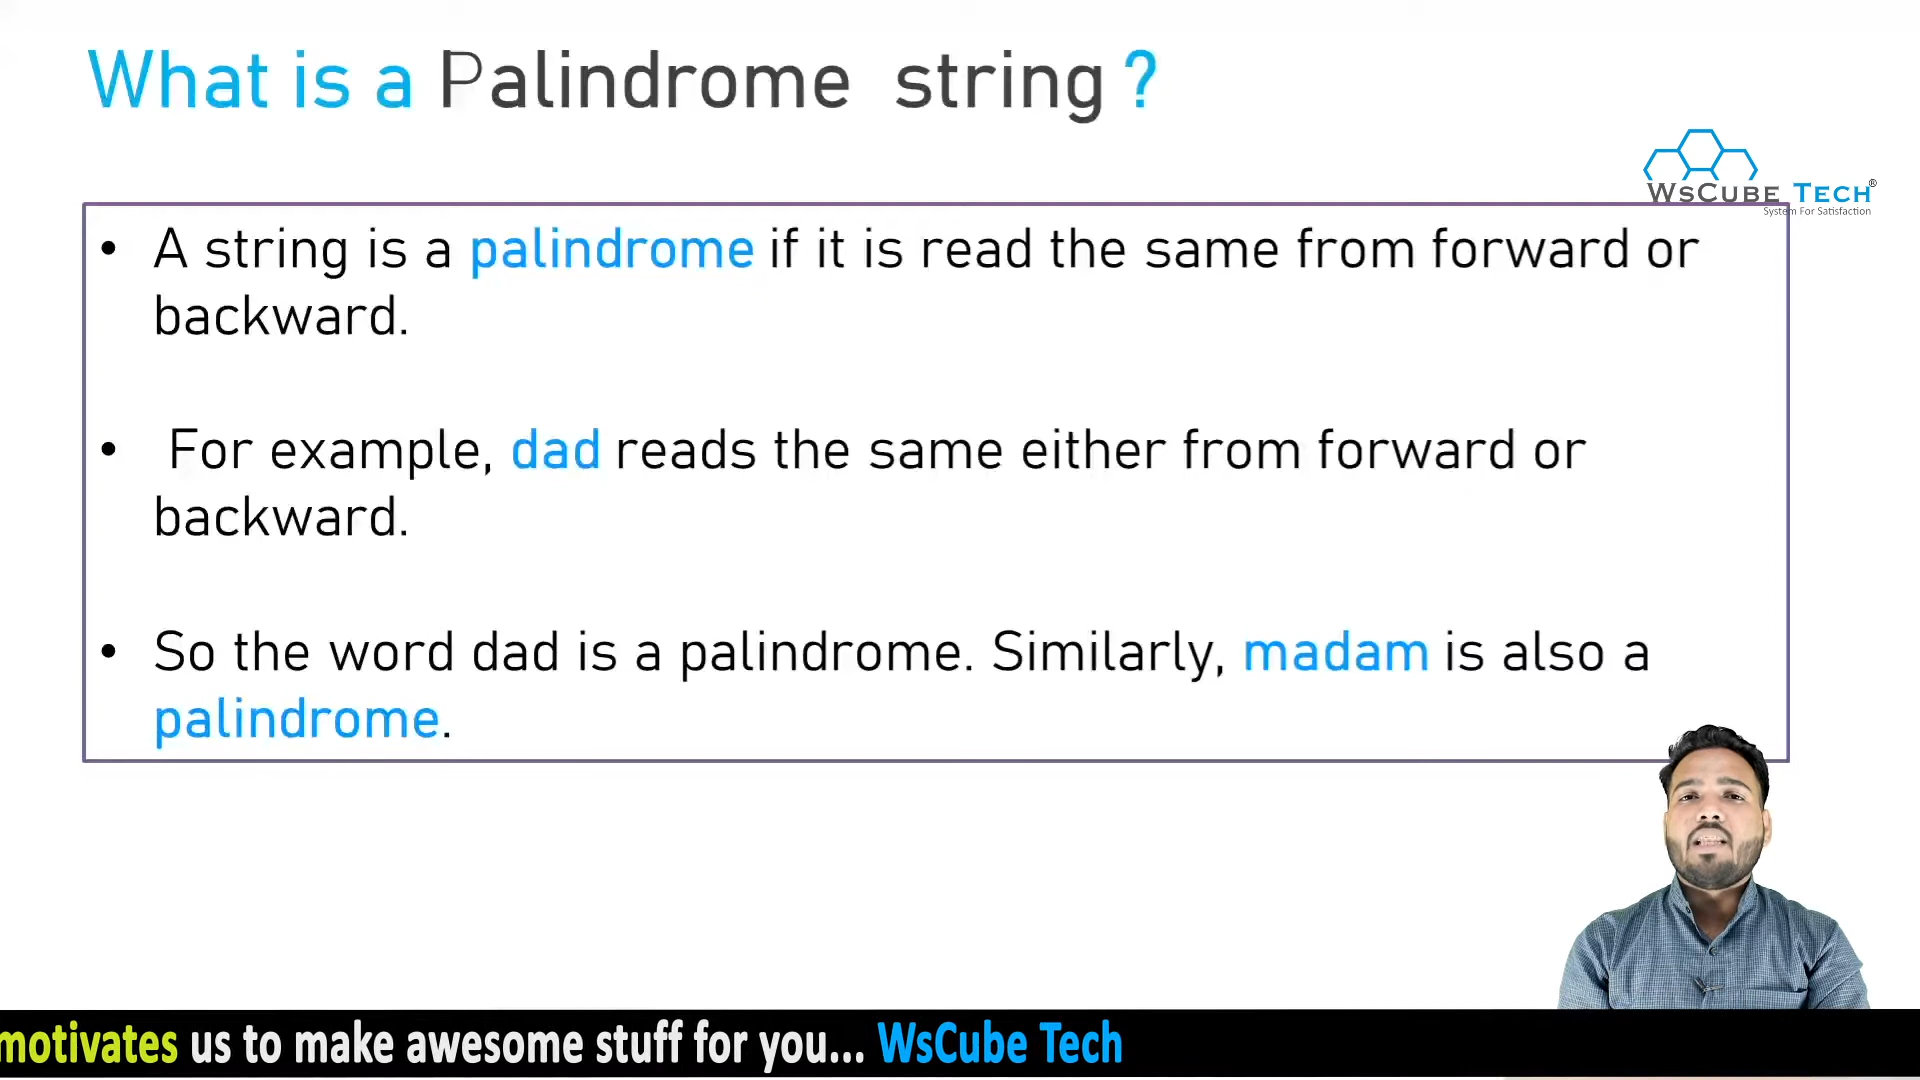 What is a Palindrome string ?
WsCube Tech®
System For Satisfaction
• A string is a palindrome if it is read the same from forward or
backward.
• For example, dad reads the same either from forward or
backward.
• So the word dad is a palindrome. Similarly, madam is also a
palindrome.
motivates us to make awesome stuff for you... WsCube Tech